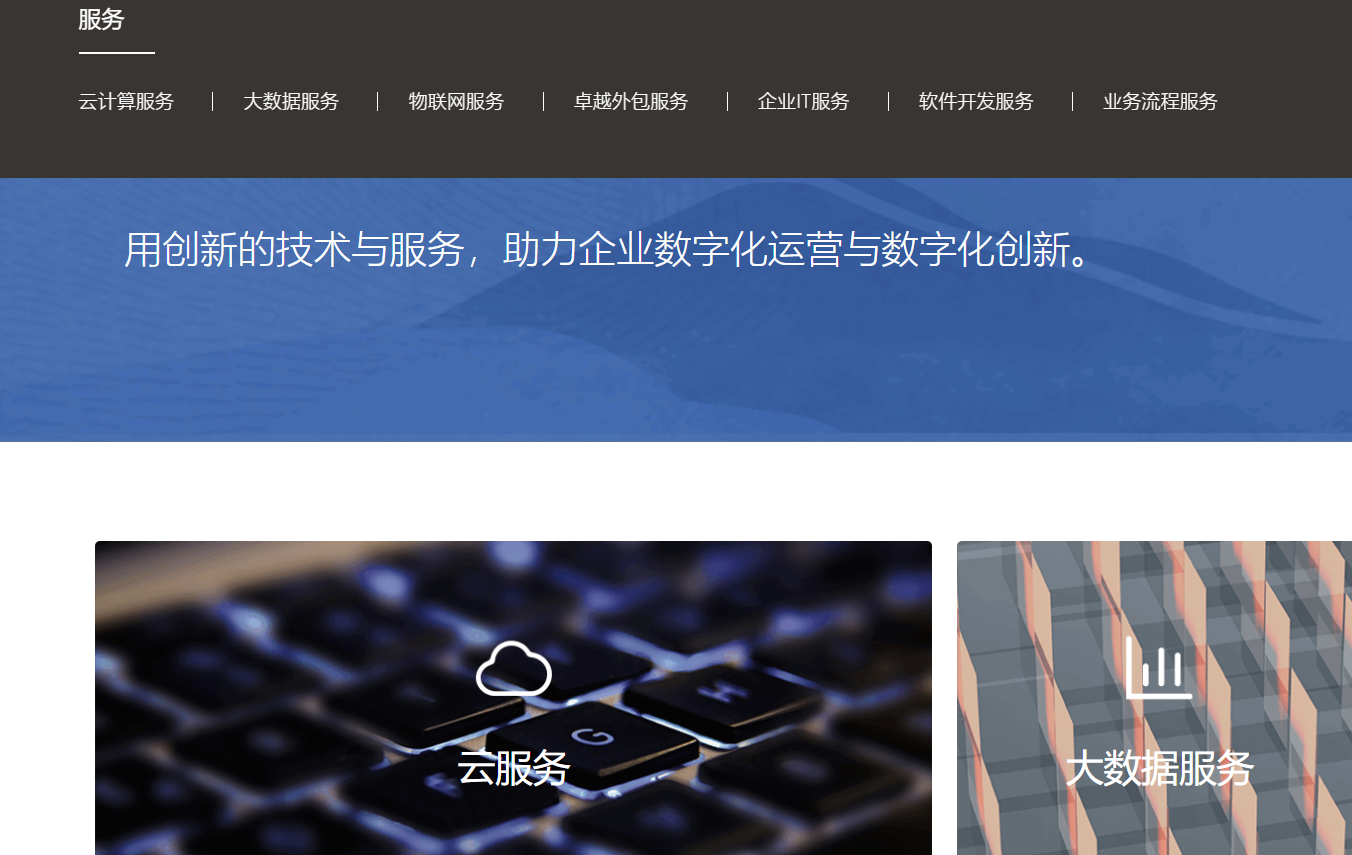 服务
云计算服务 大数据服务 物联网服务 卓越外包服务 企业IT服务 软件开发服务 业务流程服务
用创新的技术与服务，助力企业数字化运营与数字化创新。
H
G
云服务
大数据服务